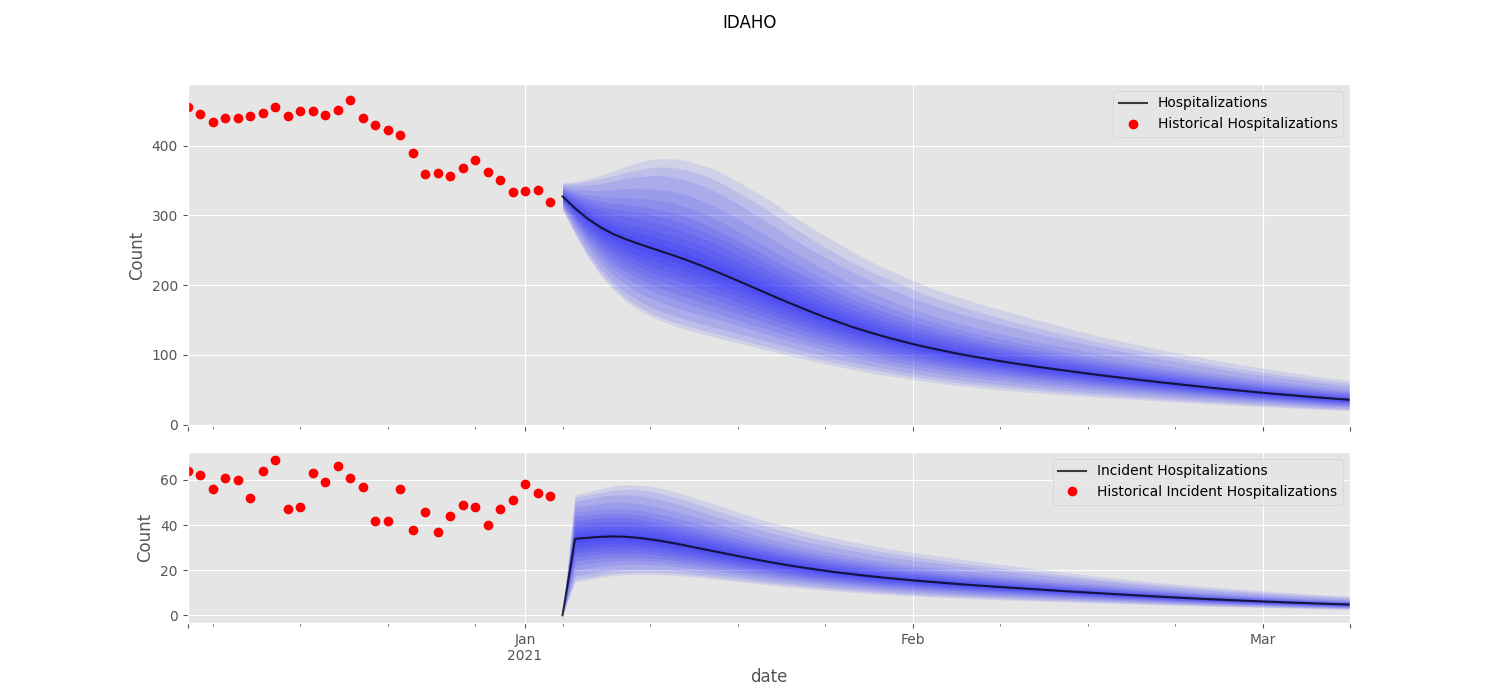 IDAHO
Hospitalizations
Historical Hospitalizations
Count
400
300
200
100
0
Incident Hospitalizations
Historical Incident Hospitalizations
Count
60
40
20
0
Jan
2021
Feb
Mar
date